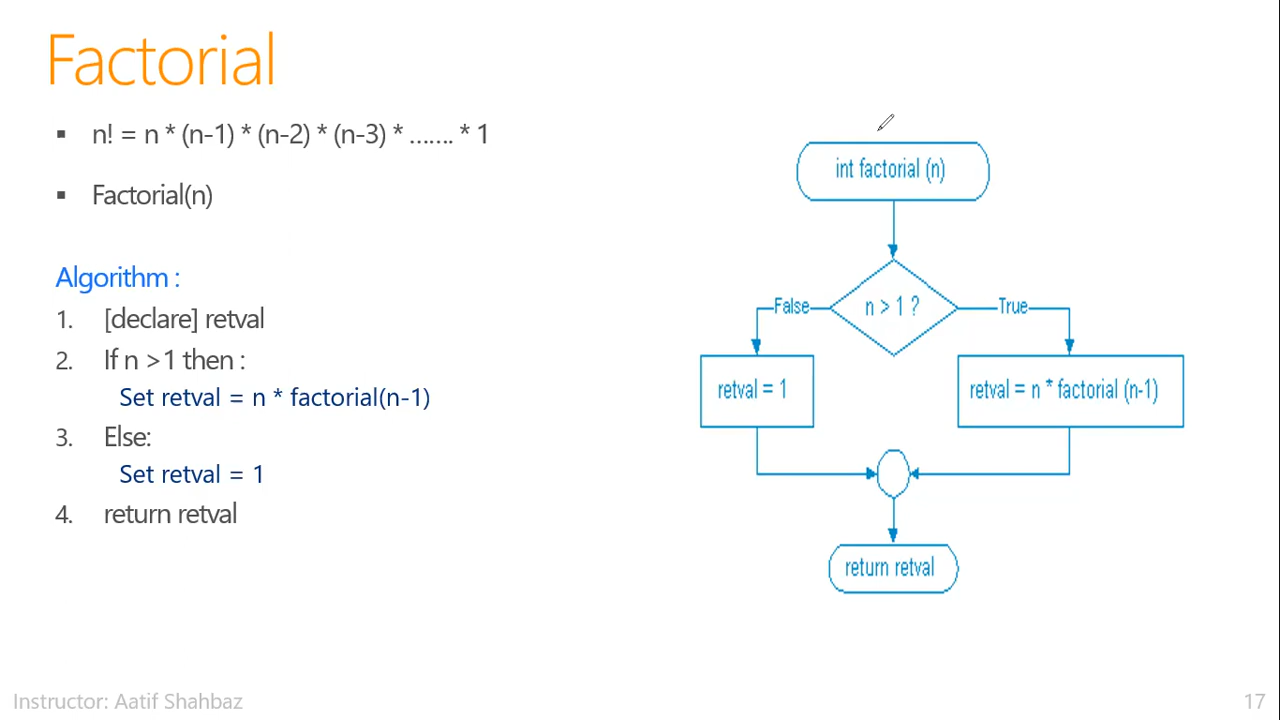 Factorial
▪ n! = n * (n-1) * (n-2) * (n-3) * ……. * 1
▪ Factorial(n)
Algorithm :
1. [declare] retval
2. If n >1 then :
Set retval = n * factorial(n-1)
3. Else:
Set retval = 1
4. return retval
int factorial (n)
n > 1 ?
False
True
retval = 1
retval = n * factorial (n-1)
return retval
Instructor: Aatif Shahbaz
17